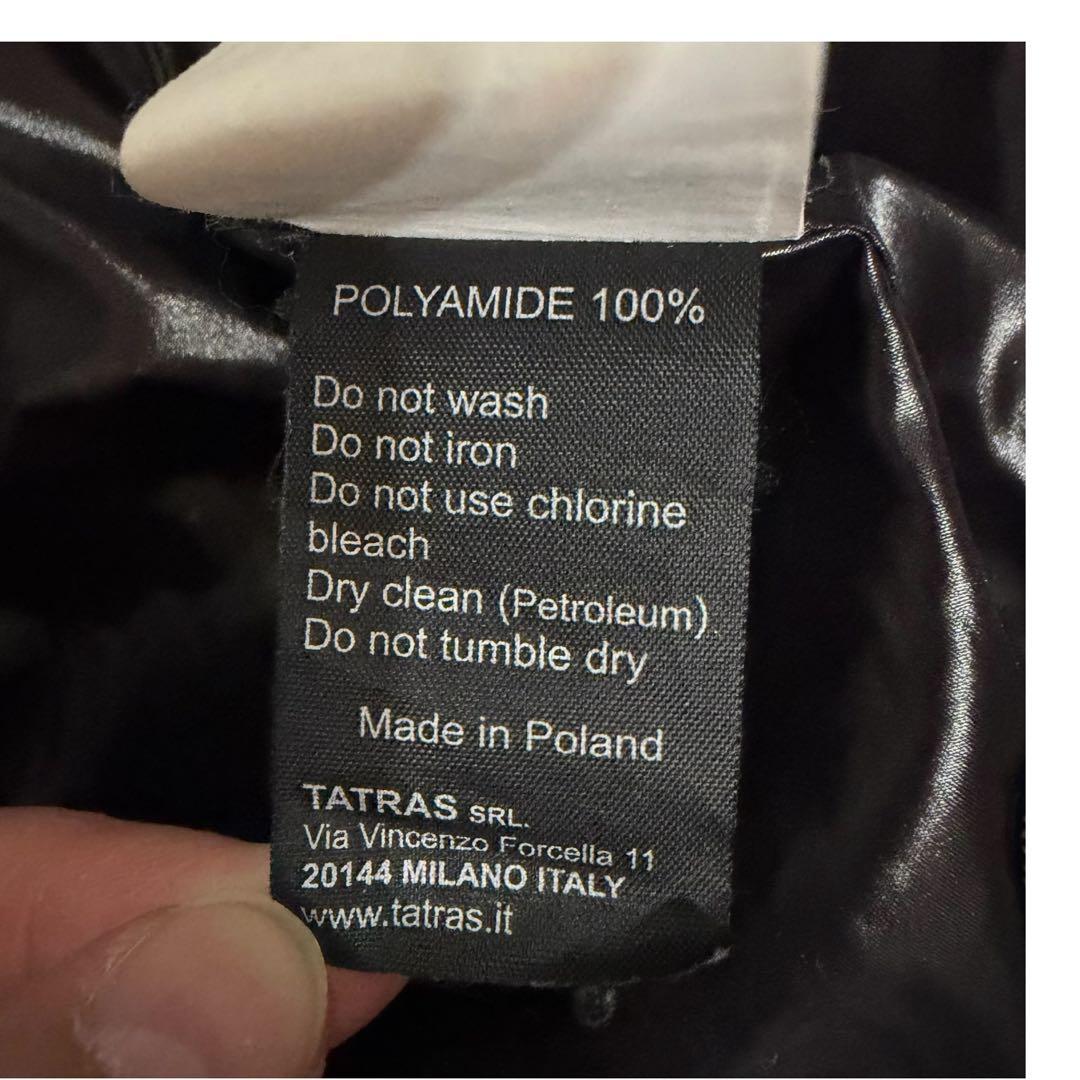 POLYAMIDE 100%
Do not wash
Do not iron
Do not use chlorine
bleach
Dry clean (Petroleum)
Do not tumble dry
Made in Poland
TATRAS SRL.
Via Vincenzo Forcella 11
20144 MILANO ITALY
www.tatras.it